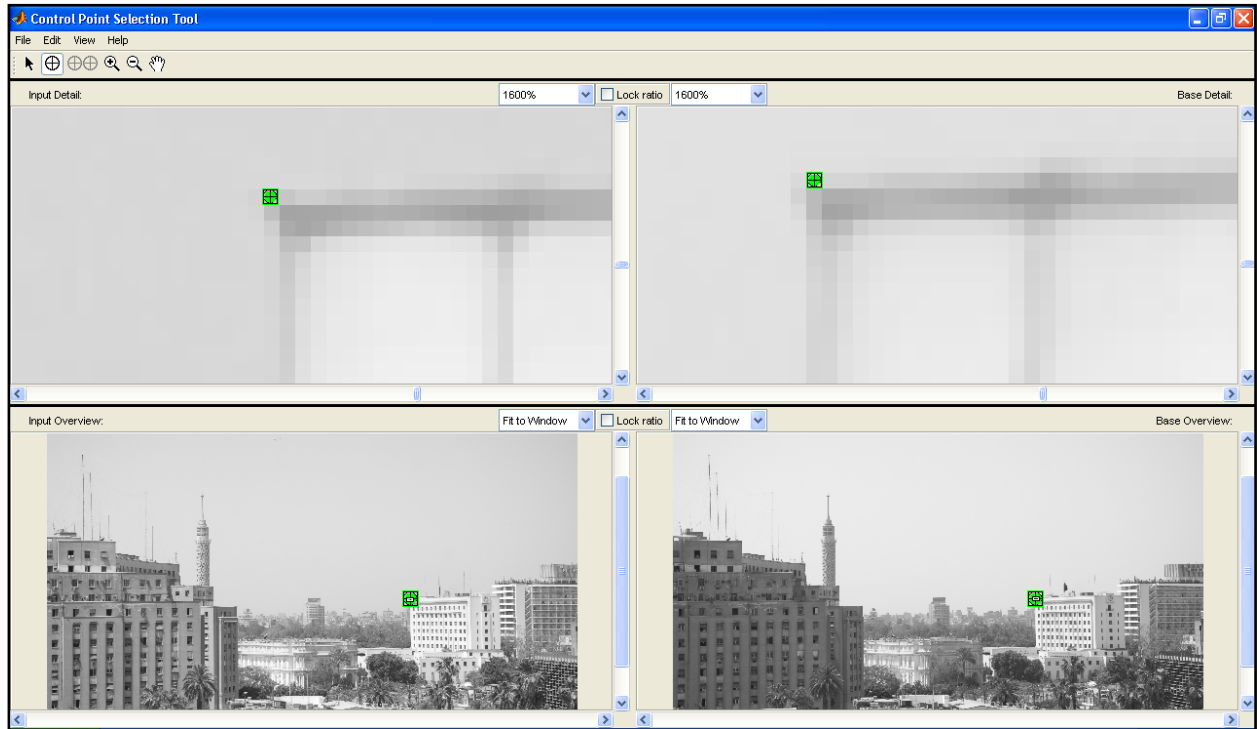 Control Point Selection Tool
File Edit View Help
Input Detail: 1600% Lock ratio 1600% Base Detail:
Input Overview: Fit to Window Lock ratio Fit to Window Base Overview: